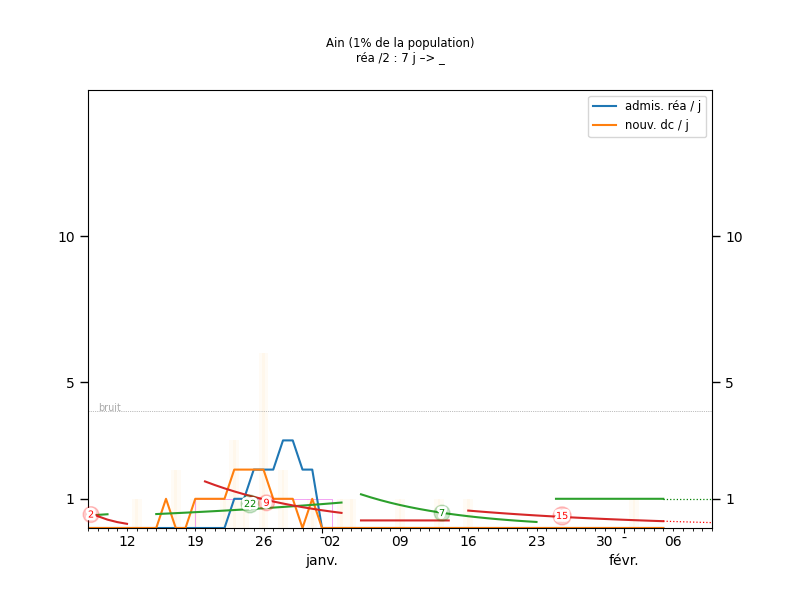 Ain (1% de la population)
réa /2 : 7 j –> _
admis. réa / j
nouv. dc / j
10
10
5
5
bruit
1
1
2
22
9
7
15
12
19
26
02
09
16
23
30
06
janv.
févr.